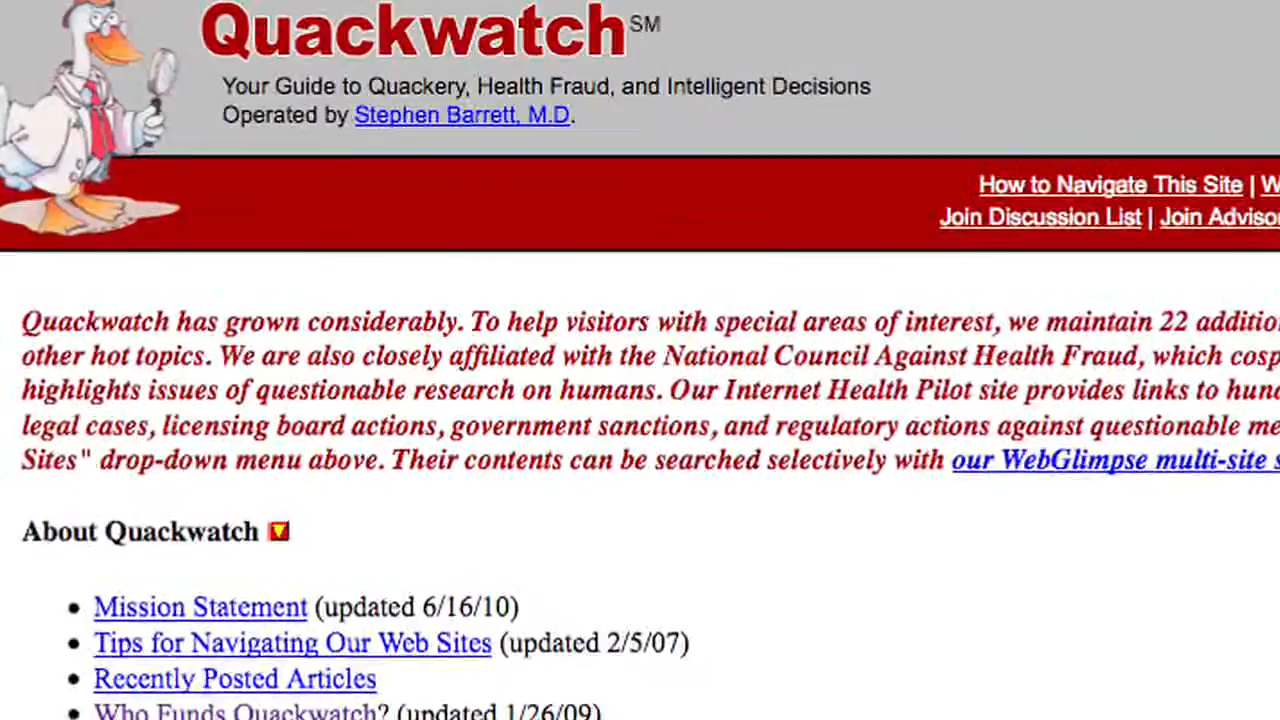 Quackwatch SM
Your Guide to Quackery, Health Fraud, and Intelligent Decisions
Operated by Stephen Barrett, M.D.
How to Navigate This Site |
Join Discussion List | Join
Quackwatch has grown considerably. To help visitors with special areas of interest, we maintain 22
other hot topics. We are also closely affiliated with the National Council Against Health Fraud, which
highlights issues of questionable research on humans. Our Internet Health Pilot site provides links to
legal cases, licensing board actions, government sanctions, and regulatory actions against questionable
Sites" drop-down menu above. Their contents can be searched selectively with our WebGlimpse multi-site
About Quackwatch
• Mission Statement (updated 6/16/10)
• Tips for Navigating Our Web Sites (updated 2/5/07)
• Recently Posted Articles
• Who Funds Quackwatch? (updated 1/26/09)